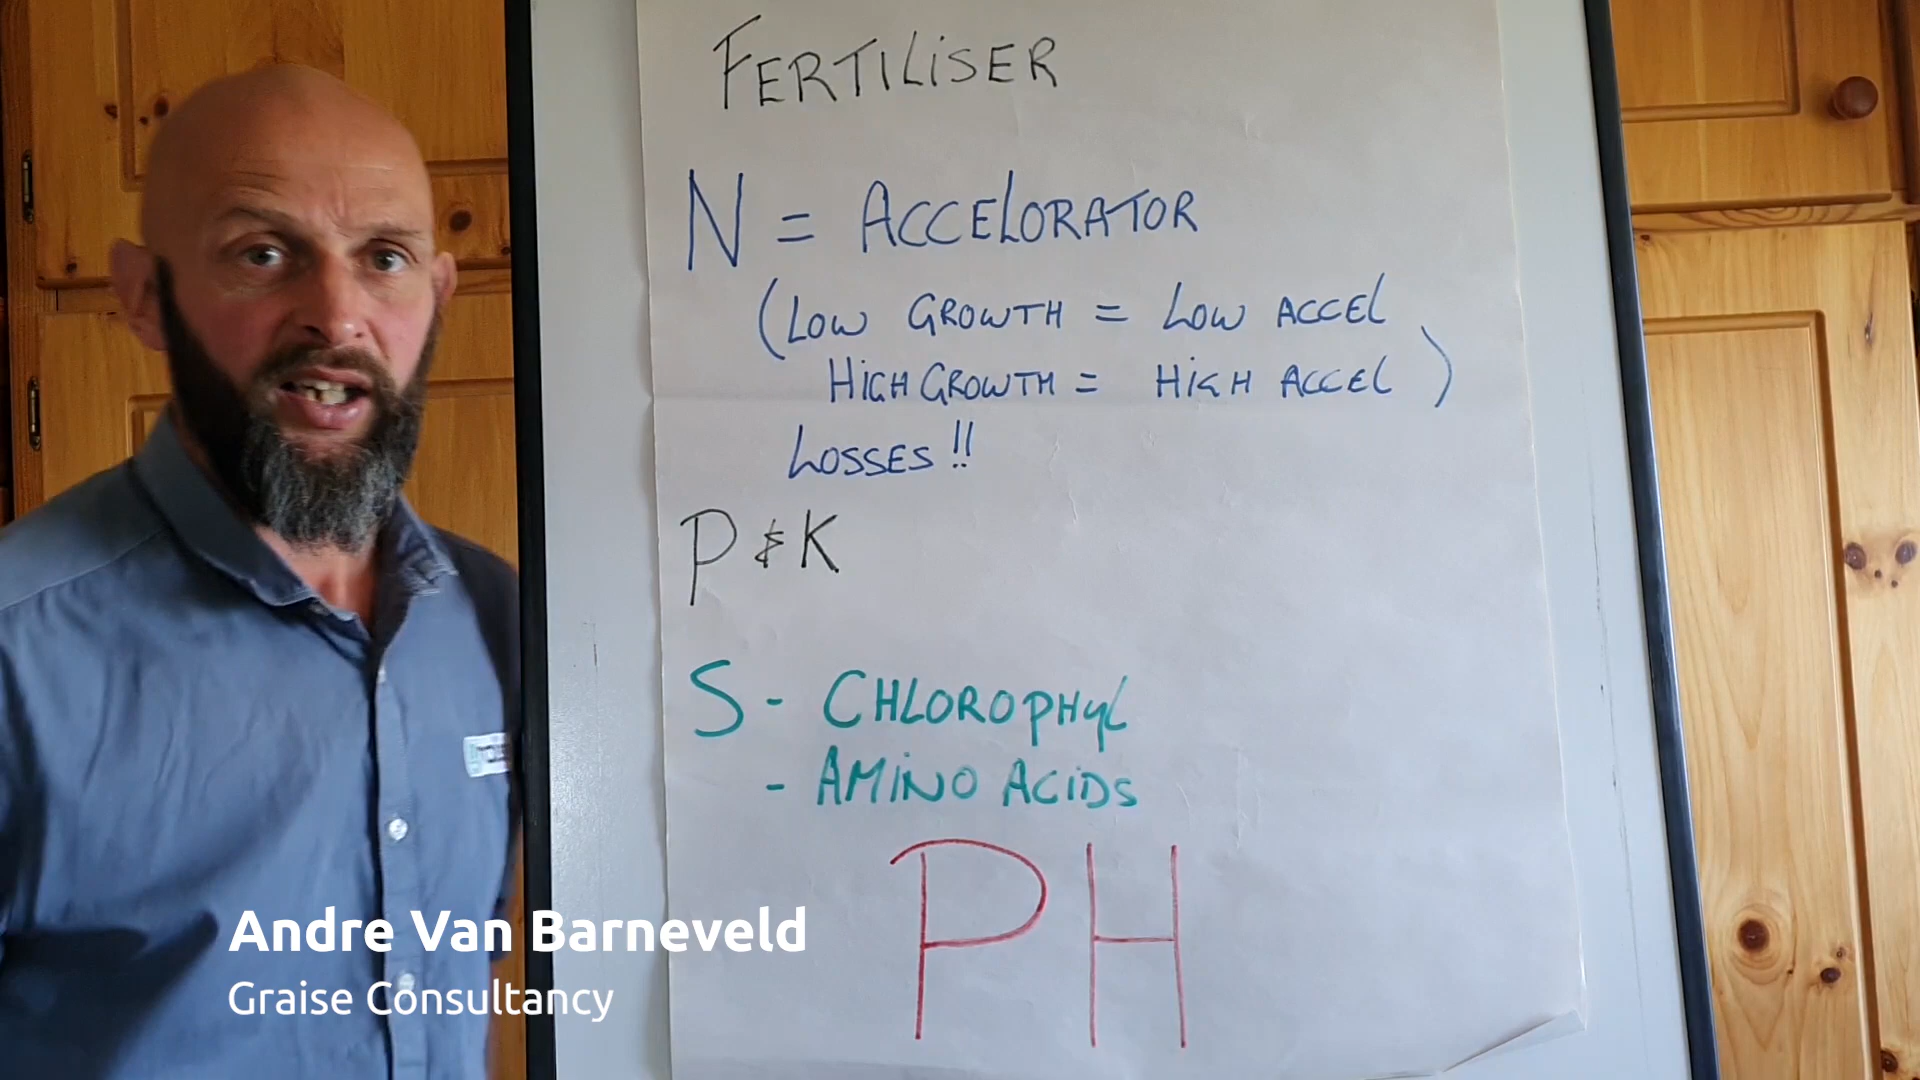 FERTILISER
N = ACCELORATOR
(LOW GROWTH = LOW ACCEL
HIGH GROWTH = HIGH ACCEL)
LOSSES!!
P & K
S - CHLOROPHYL
- AMINO ACIDS
PH
Andre Van Barneveld
Graise Consultancy